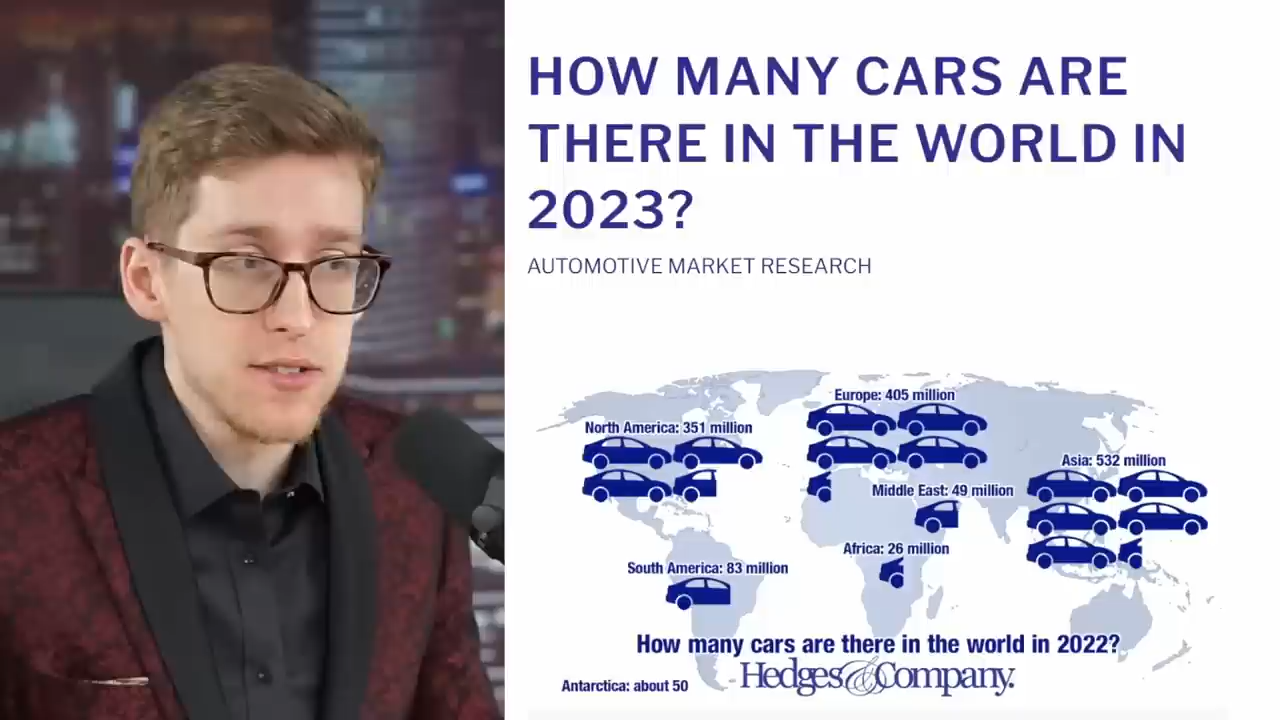 HOW MANY CARS ARE
THERE IN THE WORLD IN
2023?
AUTOMOTIVE MARKET RESEARCH
Europe: 405 million
North America: 351 million
Asia: 532 million
Middle East: 49 million
Africa: 26 million
South America: 83 million
How many cars are there in the world in 2022?
Hedges & Company.
Antarctica: about 50